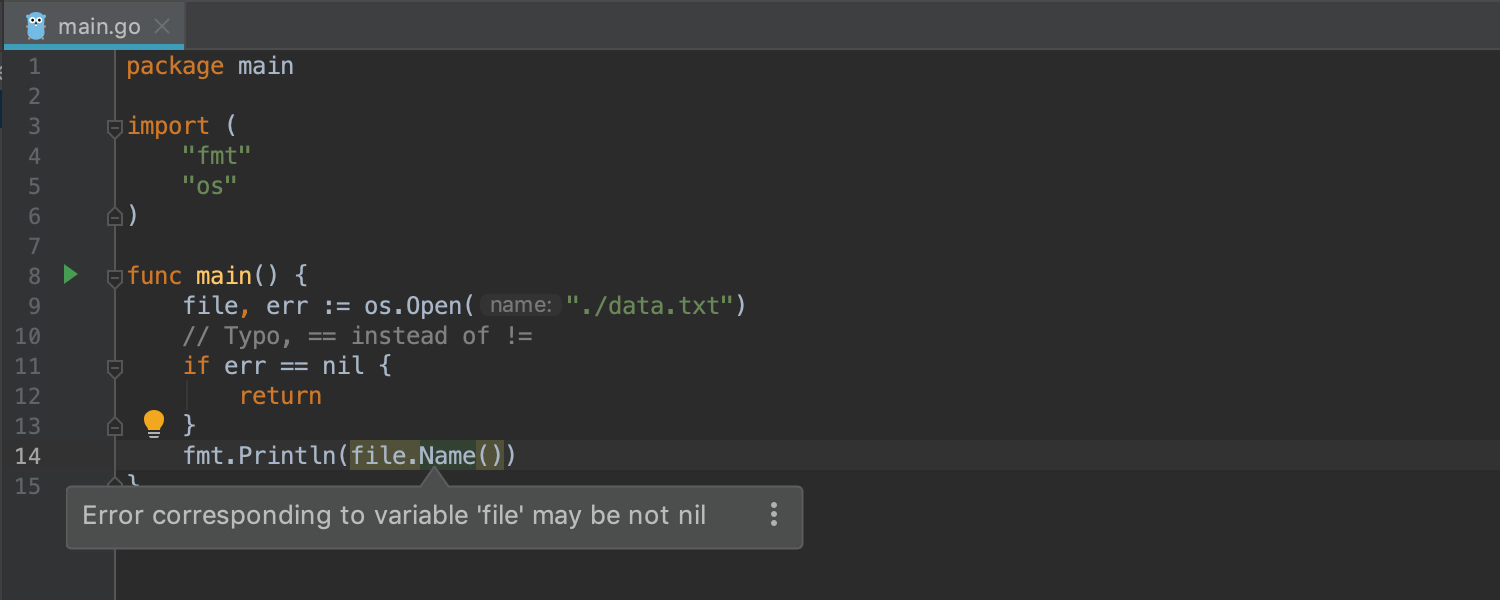 main.go
1 package main
2
3 import (
4 "fmt"
5 "os"
6 )
7
8 func main() {
9 file, err := os.Open( name: "./data.txt")
10 // Typo, == instead of !=
11 if err == nil {
12 return
13 }
14 fmt.Println(file.Name())
15 }
Error corresponding to variable 'file' may be not nil